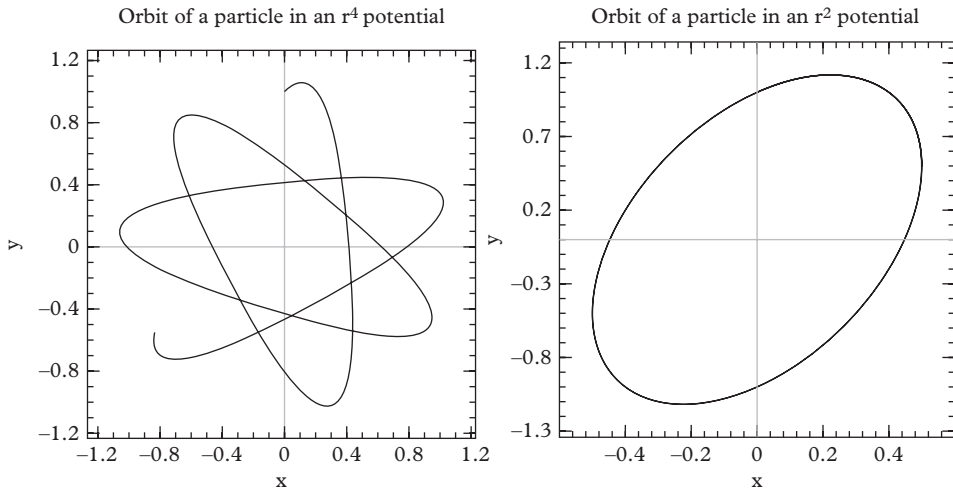 Orbit of a particle in an r⁴ potential
1.2
0.8
0.4
0
−0.4
−0.8
−1.2
y
−1.2 −0.8 −0.4 0 0.4 0.8 1.2
x
Orbit of a particle in an r² potential
1.2
0.7
0.2
−0.3
−0.8
−1.3
y
−0.4 −0.2 0 0.2 0.4
x